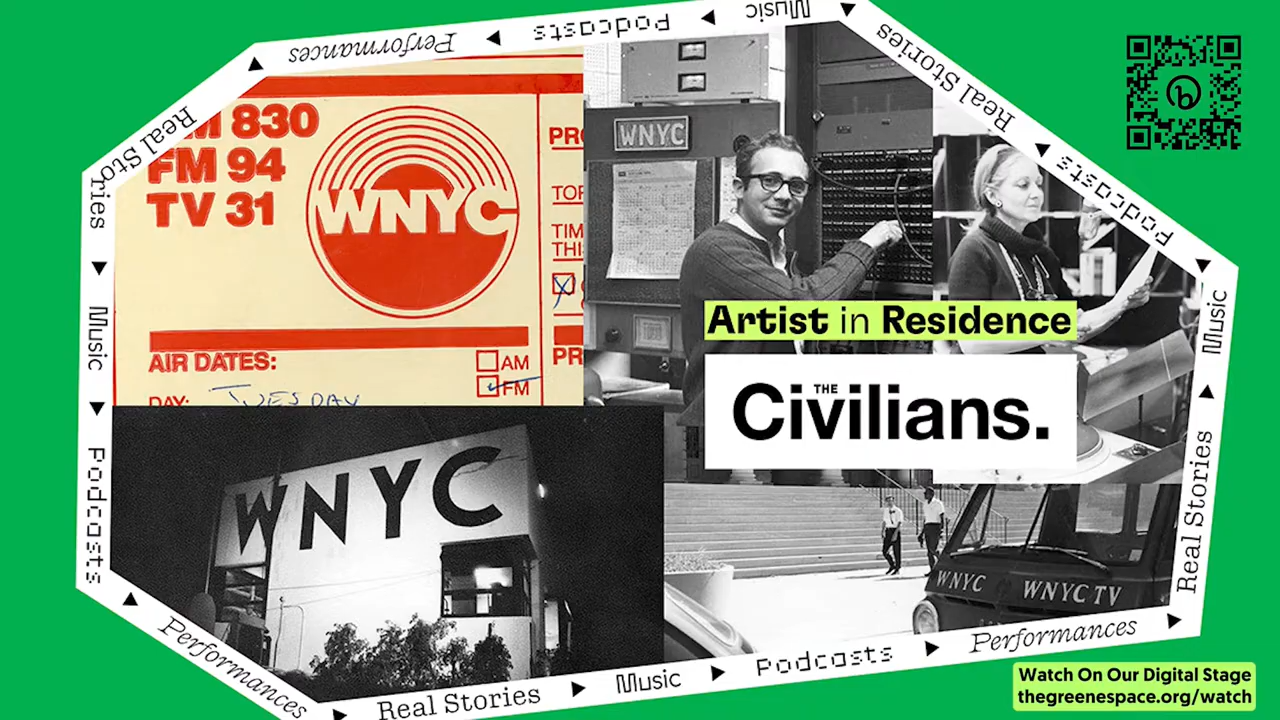 Real Stories
Performances
Podcasts
Music
Real Stories
Podcasts
Music
Real Stories
Performances
Podcasts
Music
Real Stories
Performances
Podcasts
Music
AM 830
FM 94
TV 31
WNYC
AIR DATES:
AM
FM
DAY: TUESDAY
PR
WNYC
Artist in Residence
THE
Civilians.
WNYC
WNYC WNYC TV
Watch On Our Digital Stage
thegreenespace.org/watch